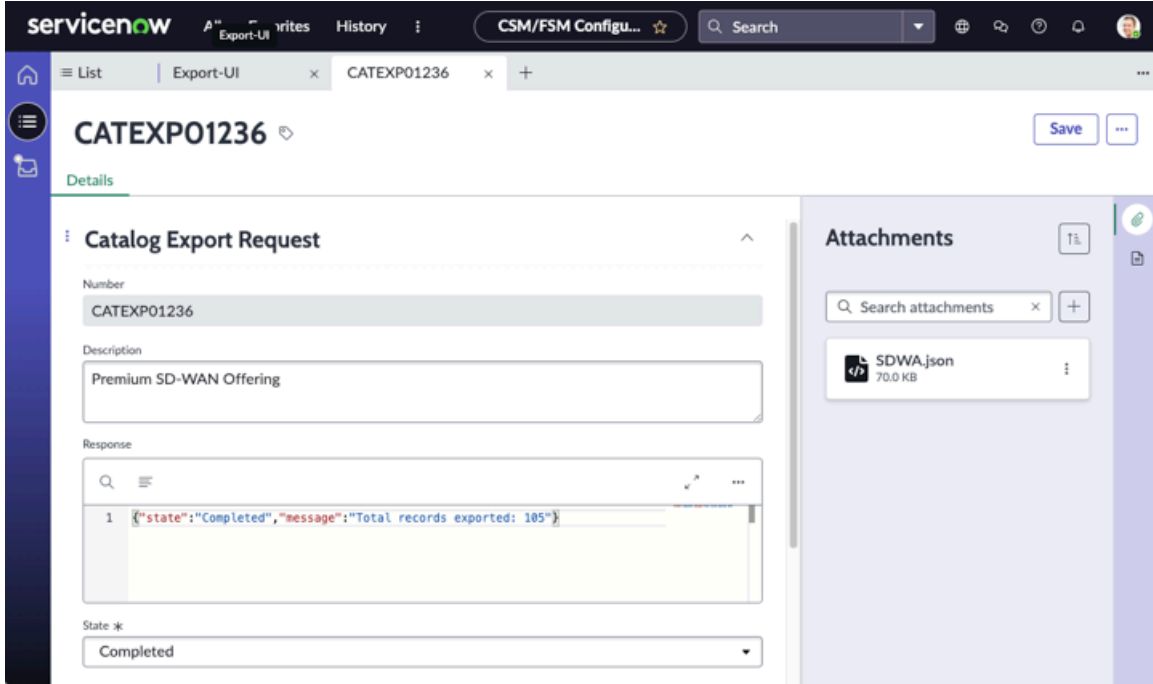 servicenow
Export-UI
History
CSM/FSM Configu...
Search
List
Export-UI
CATEXP01236
CATEXP01236
Save
Details
Catalog Export Request
Number
CATEXP01236
Description
Premium SD-WAN Offering
Response
1 {"state":"Completed","message":"Total records exported: 105"}
State *
Completed
Attachments
Search attachments
SDWA.json
70.0 KB